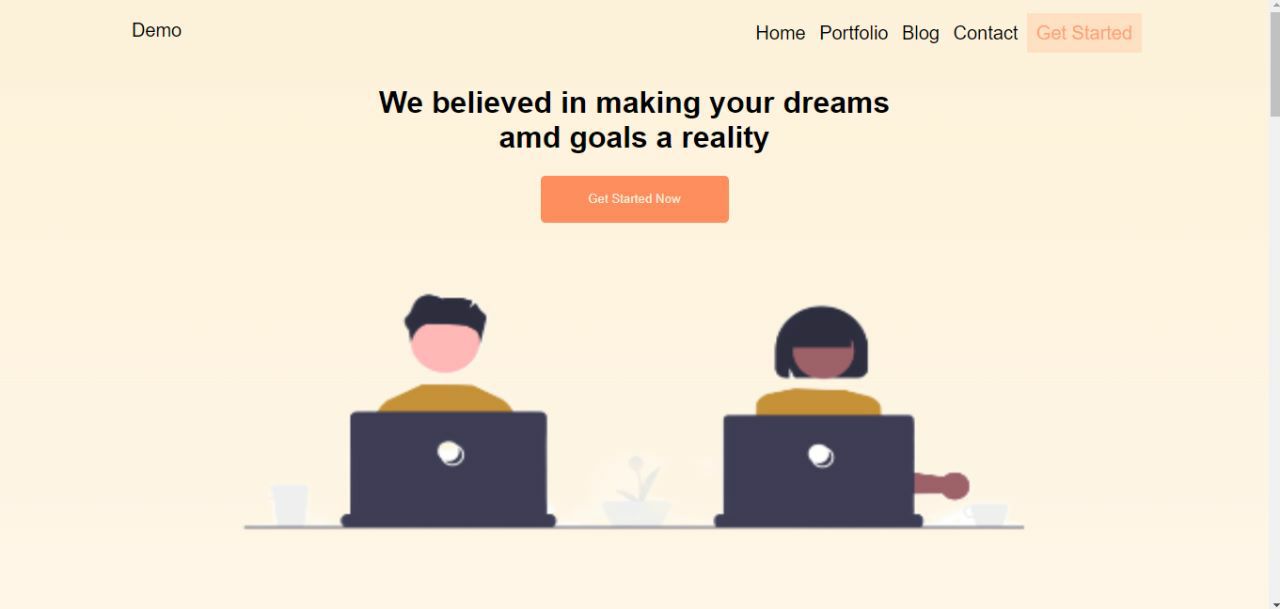 Demo
Home Portfolio Blog Contact Get Started
We believed in making your dreams
amd goals a reality
Get Started Now